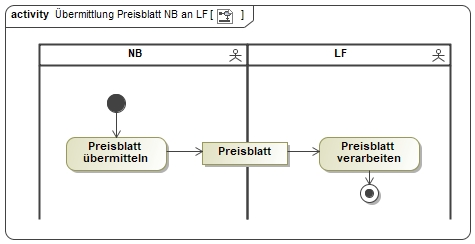 activity Übermittlung Preisblatt NB an LF [ ]
NB
LF
Preisblatt
übermitteln
Preisblatt
Preisblatt
verarbeiten